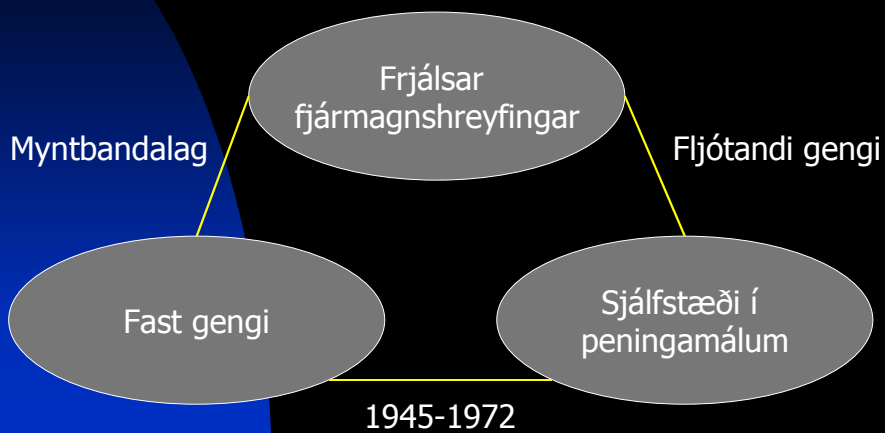 Frjálsar
fjármagnshreyfingar
Myntbandalag
Fljótandi gengi
Fast gengi
Sjálfstæði í
peningamálum
1945-1972